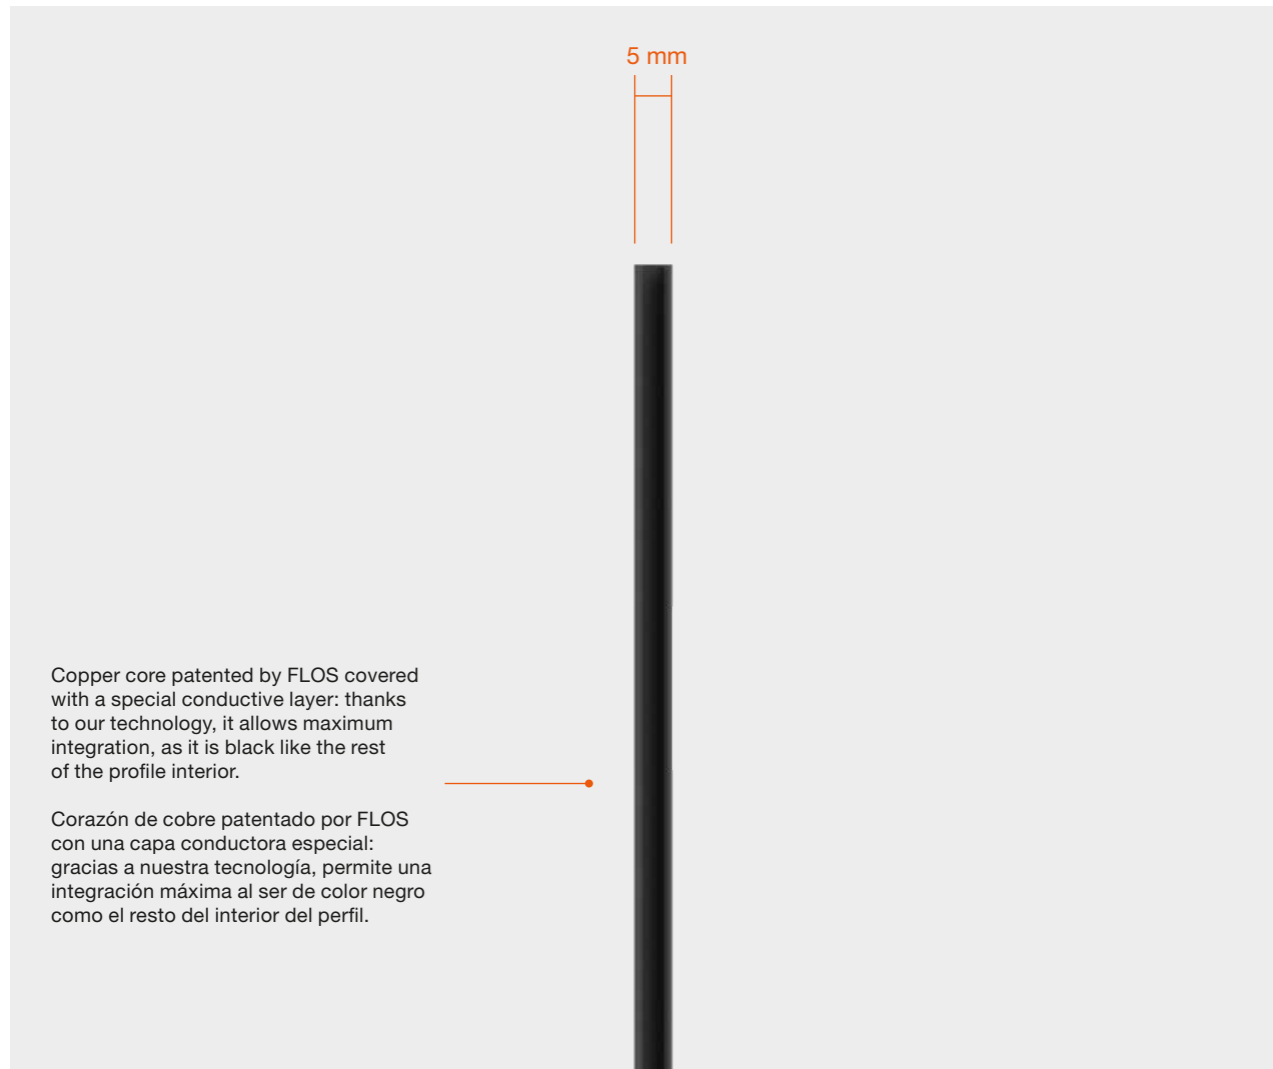 5 mm
Copper core patented by FLOS covered
with a special conductive layer: thanks
to our technology, it allows maximum
integration, as it is black like the rest
of the profile interior.
Corazón de cobre patentado por FLOS
con una capa conductora especial:
gracias a nuestra tecnología, permite una
integración máxima al ser de color negro
como el resto del interior del perfil.